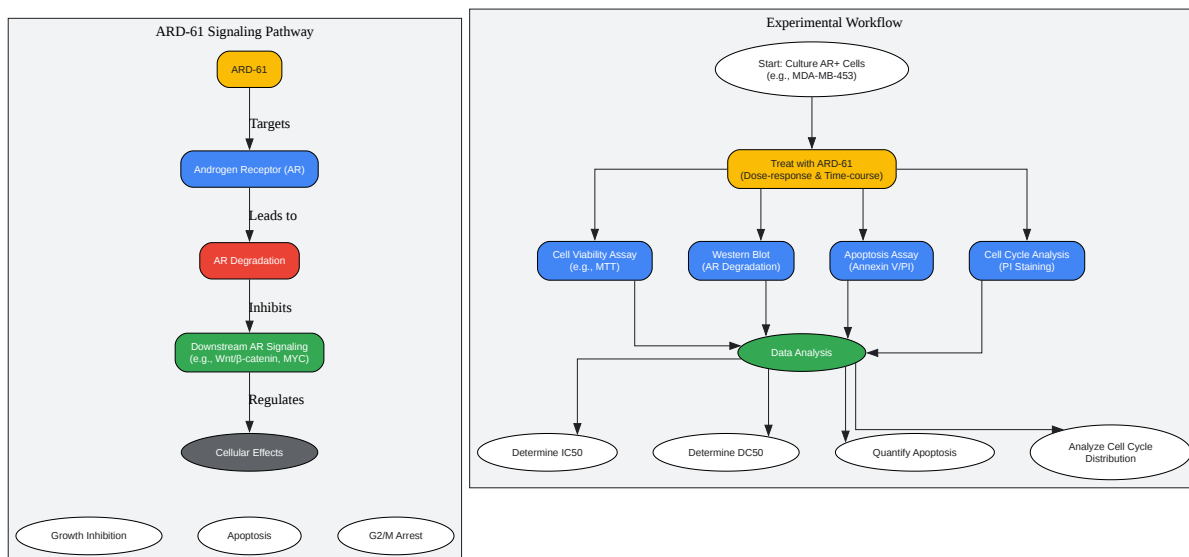 ARD-61 Signaling Pathway
ARD-61
Targets
Androgen Receptor (AR)
Leads to
AR Degradation
Inhibits
Downstream AR Signaling
(e.g., Wnt/β-catenin, MYC)
Regulates
Cellular Effects
Growth Inhibition
Apoptosis
G2/M Arrest
Experimental Workflow
Start: Culture AR+ Cells
(e.g., MDA-MB-453)
Treat with ARD-61
(Dose-response & Time-course)
Cell Viability Assay
(e.g., MTT)
Western Blot
(AR Degradation)
Apoptosis Assay
(Annexin V/PI)
Cell Cycle Analysis
(PI Staining)
Data Analysis
Determine IC50
Determine DC50
Quantify Apoptosis
Analyze Cell Cycle
Distribution